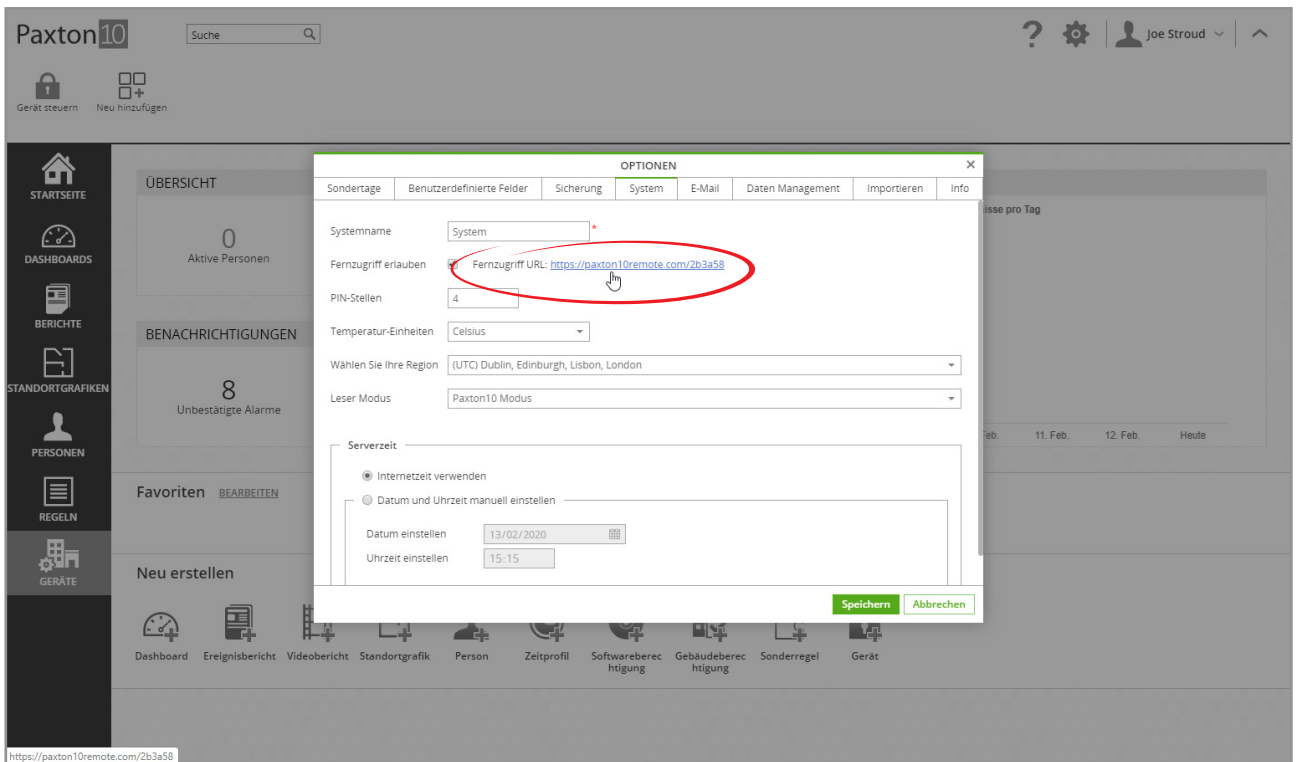 Paxton10
Suche
Joe Stroud
Gerät steuern
Neu hinzufügen
STARTSEITE
DASHBOARDS
BERICHTE
STANDORTGRAFIKEN
PERSONEN
REGELN
GERÄTE
ÜBERSICHT
0
Aktive Personen
BENACHRICHTIGUNGEN
8
Unbestätigte Alarme
isse pro Tag
Feb.
11. Feb.
12. Feb.
Heute
OPTIONEN
Sondertage
Benutzerdefinierte Felder
Sicherung
System
E-Mail
Daten Management
Importieren
Info
Systemname
System
*
Fernzugriff erlauben
Fernzugriff URL: https://paxton10remote.com/2b3a58
PIN-Stellen
4
Temperatur-Einheiten
Celsius
Wählen Sie Ihre Region
(UTC) Dublin, Edinburgh, Lisbon, London
Leser Modus
Paxton10 Modus
Serverzeit
Internetzeit verwenden
Datum und Uhrzeit manuell einstellen
Datum einstellen
13/02/2020
Uhrzeit einstellen
15:15
Speichern
Abbrechen
Favoriten
BEARBEITEN
Neu erstellen
Dashboard
Ereignisbericht
Videobericht
Standortgrafik
Person
Zeitprofil
Softwareberec
htigung
Gebäudeberec
htigung
Sonderregel
Gerät
https://paxton10remote.com/2b3a58